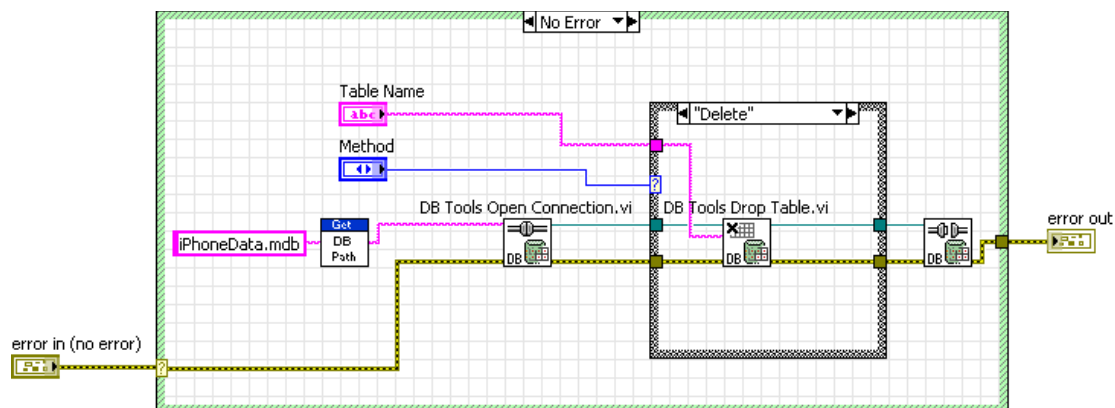 No Error
Table Name
abc
"Delete"
Method
?
DB Tools Open Connection.vi
DB Tools Drop Table.vi
iPhoneData.mdb
Get
DB
Path
DB
DB
DB
error out
error in (no error)
?